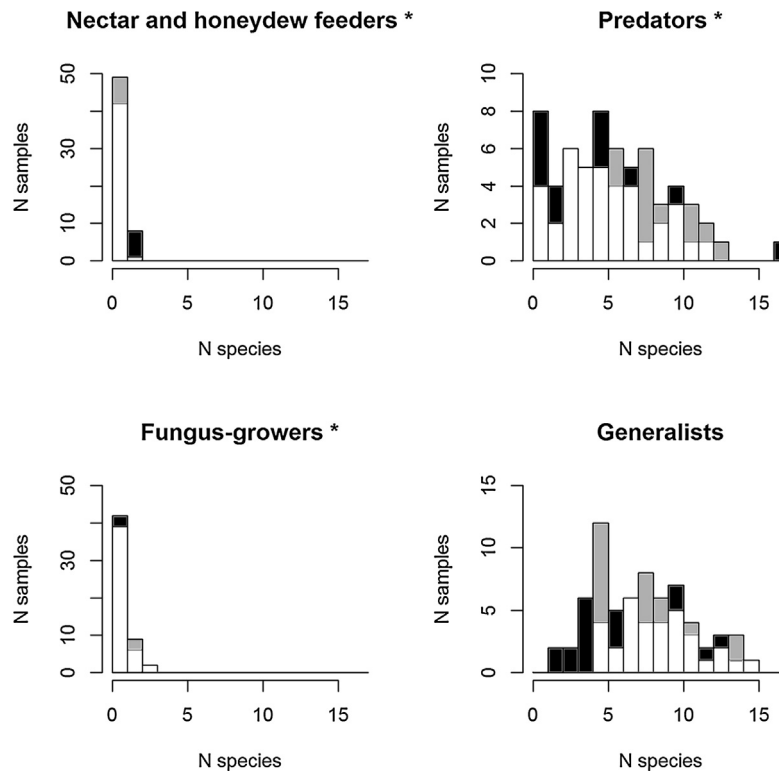 Nectar and honeydew feeders *
N samples
50
30
10
0
0 5 10 15
N species
Predators *
N samples
10
8
6
4
2
0
0 5 10 15
N species
Fungus-growers *
N samples
50
30
10
0
0 5 10 15
N species
Generalists
N samples
15
10
5
0
0 5 10 15
N species